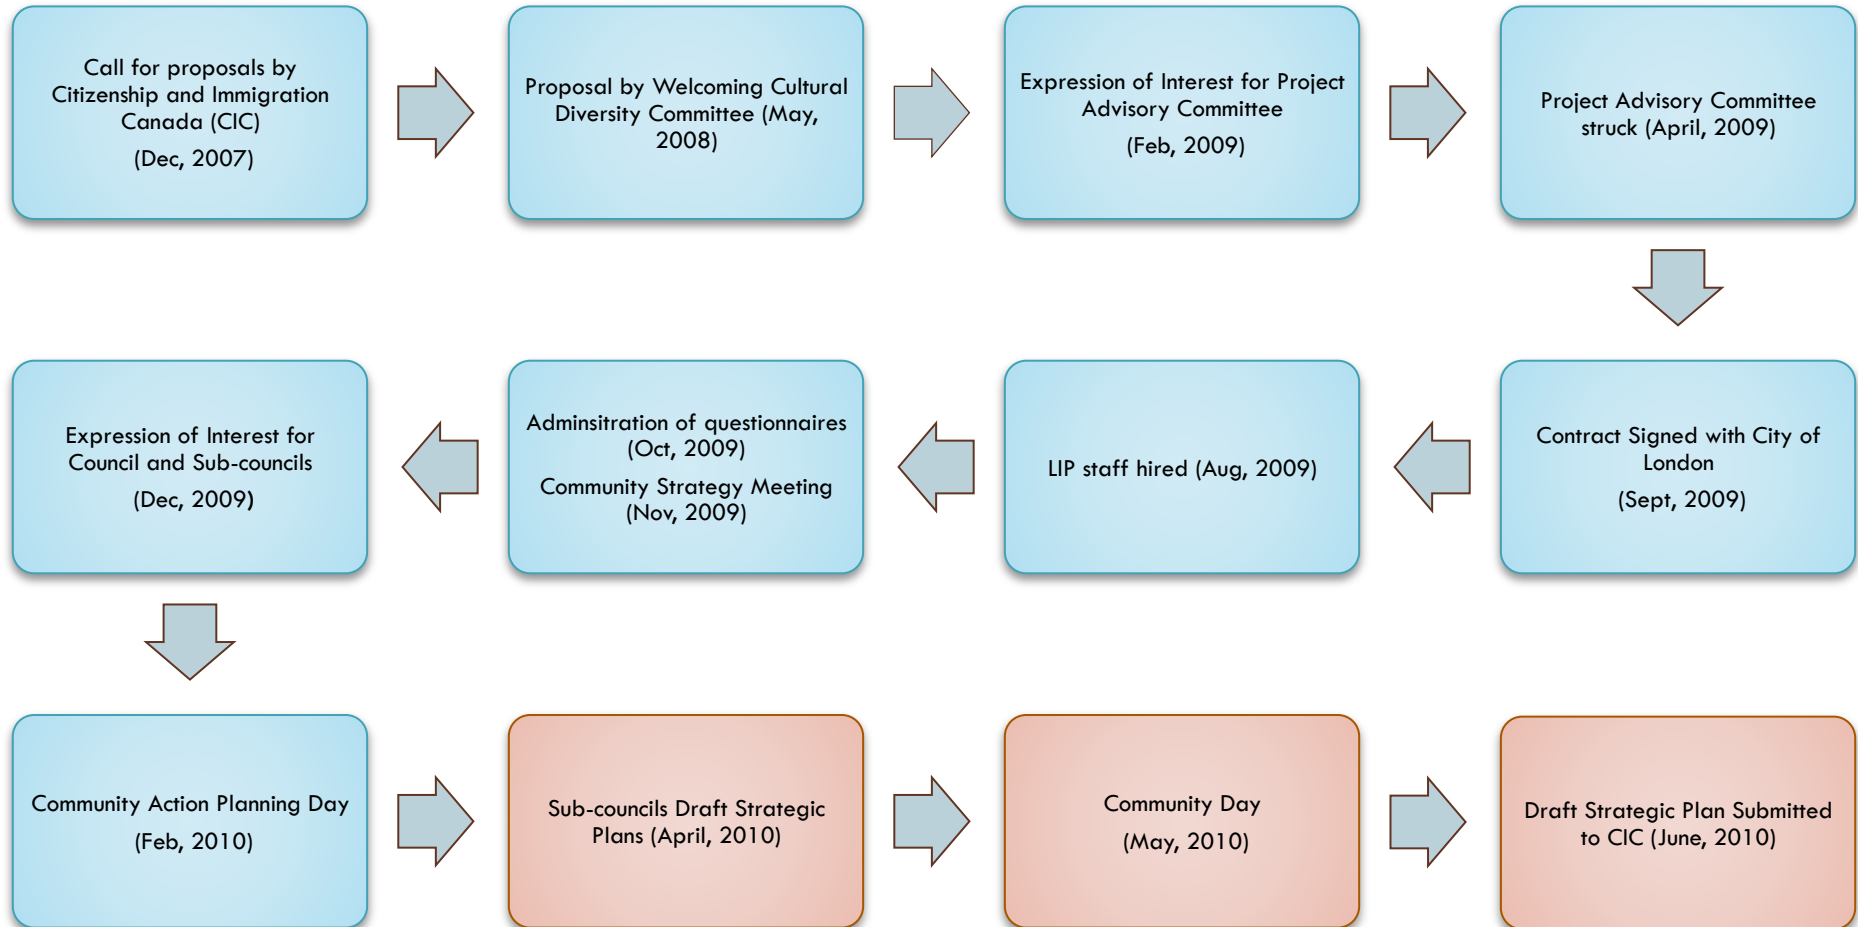 Call for proposals by
Citizenship and Immigration
Canada (CIC)
(Dec, 2007)
Proposal by Welcoming Cultural
Diversity Committee (May,
2008)
Expression of Interest for Project
Advisory Committee
(Feb, 2009)
Project Advisory Committee
struck (April, 2009)
Contract Signed with City of
London
(Sept, 2009)
LIP staff hired (Aug, 2009)
Adminsitration of questionnaires
(Oct, 2009)
Community Strategy Meeting
(Nov, 2009)
Expression of Interest for
Council and Sub-councils
(Dec, 2009)
Community Action Planning Day
(Feb, 2010)
Sub-councils Draft Strategic
Plans (April, 2010)
Community Day
(May, 2010)
Draft Strategic Plan Submitted
to CIC (June, 2010)